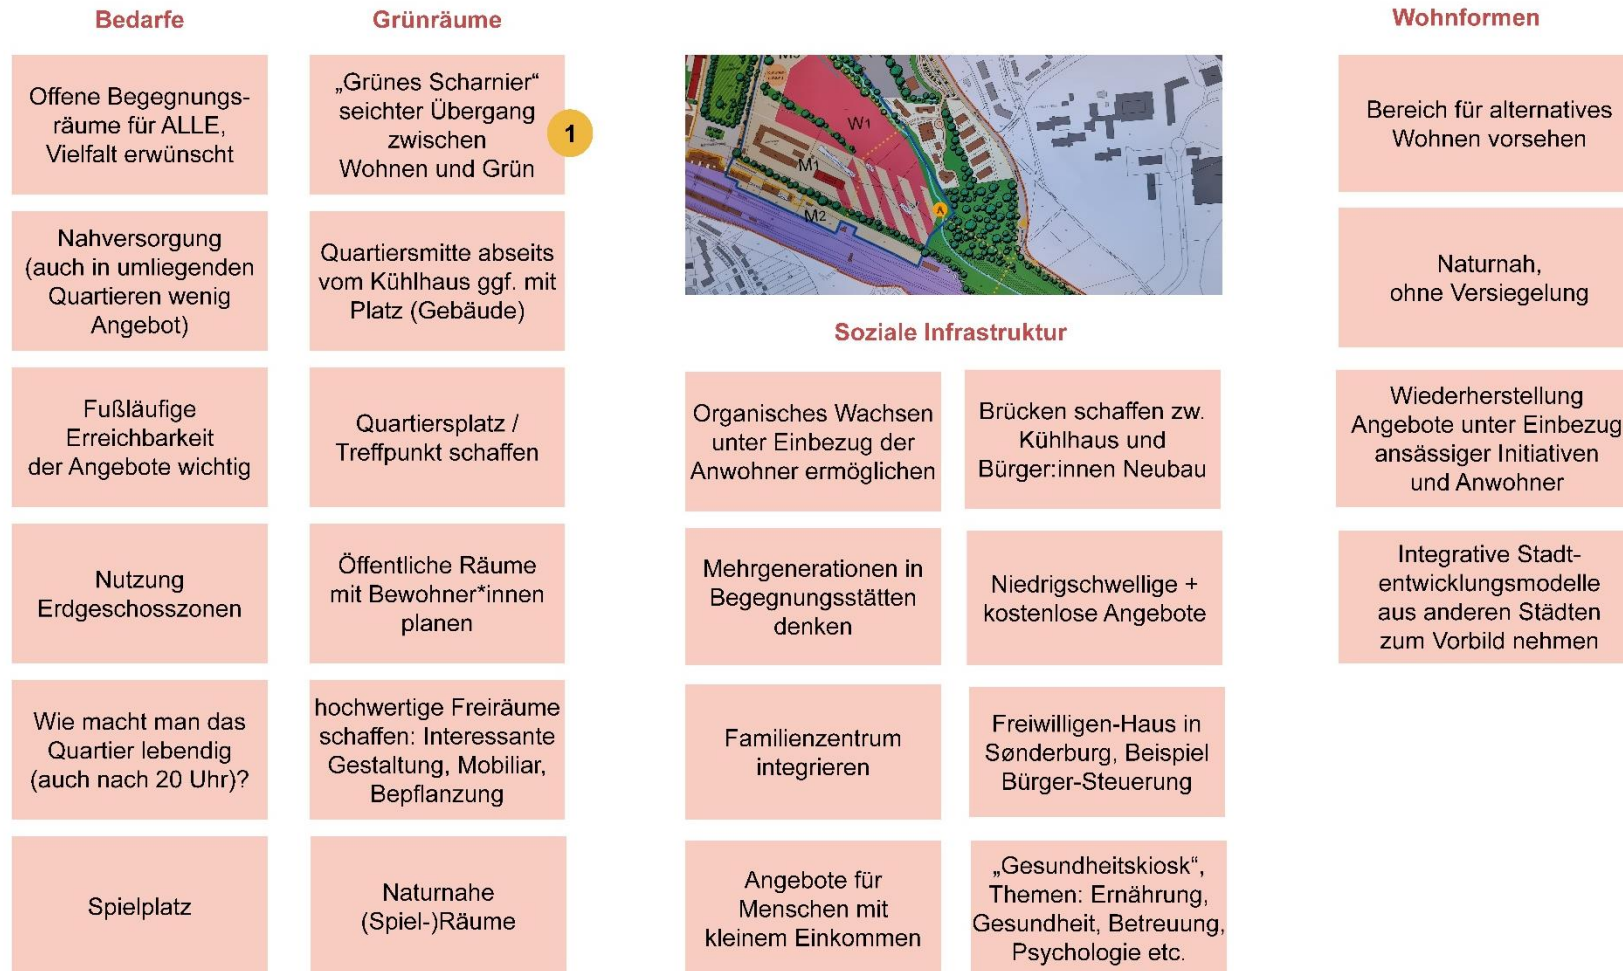 Bedarfe
Offene Begegnungs-
räume für ALLE,
Vielfalt erwünscht
Nahversorgung
(auch in umliegenden
Quartieren wenig
Angebot)
Fußläufige
Erreichbarkeit
der Angebote wichtig
Nutzung
Erdgeschosszonen
Wie macht man das
Quartier lebendig
(auch nach 20 Uhr)?
Spielplatz
Grünräume
„Grünes Scharnier“
seichter Übergang
zwischen
Wohnen und Grün
1
Quartiersmitte abseits
vom Kühlhaus ggf. mit
Platz (Gebäude)
Quartiersplatz /
Treffpunkt schaffen
Öffentliche Räume
mit Bewohner*innen
planen
hochwertige Freiräume
schaffen: Interessante
Gestaltung, Mobiliar,
Bepflanzung
Naturnahe
(Spiel-)Räume
W1
M1
M2
Soziale Infrastruktur
Organisches Wachsen
unter Einbezug der
Anwohner ermöglichen
Mehrgenerationen in
Begegnungsstätten
denken
Familienzentrum
integrieren
Angebote für
Menschen mit
kleinem Einkommen
Brücken schaffen zw.
Kühlhaus und
Bürger:innen Neubau
Niedrigschwellige +
kostenlose Angebote
Freiwilligen-Haus in
Sønderburg, Beispiel
Bürger-Steuerung
„Gesundheitskiosk“,
Themen: Ernährung,
Gesundheit, Betreuung,
Psychologie etc.
Wohnformen
Bereich für alternatives
Wohnen vorsehen
Naturnah,
ohne Versiegelung
Wiederherstellung
Angebote unter Einbezug
ansässiger Initiativen
und Anwohner
Integrative Stadt-
entwicklungsmodelle
aus anderen Städten
zum Vorbild nehmen